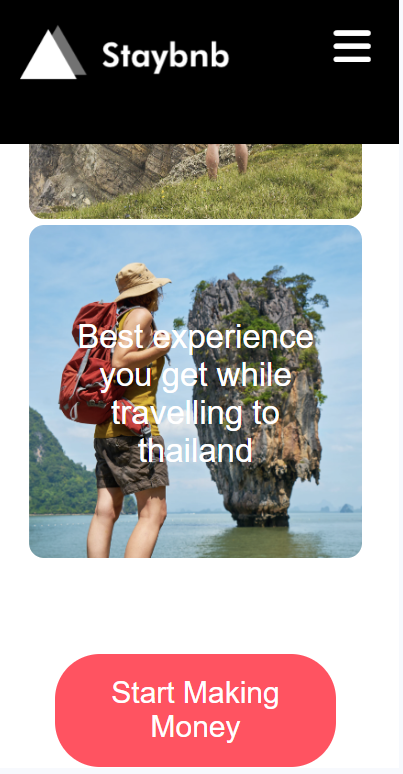 Staybnb
Best experience
you get while
travelling to
thailand
Start Making
Money